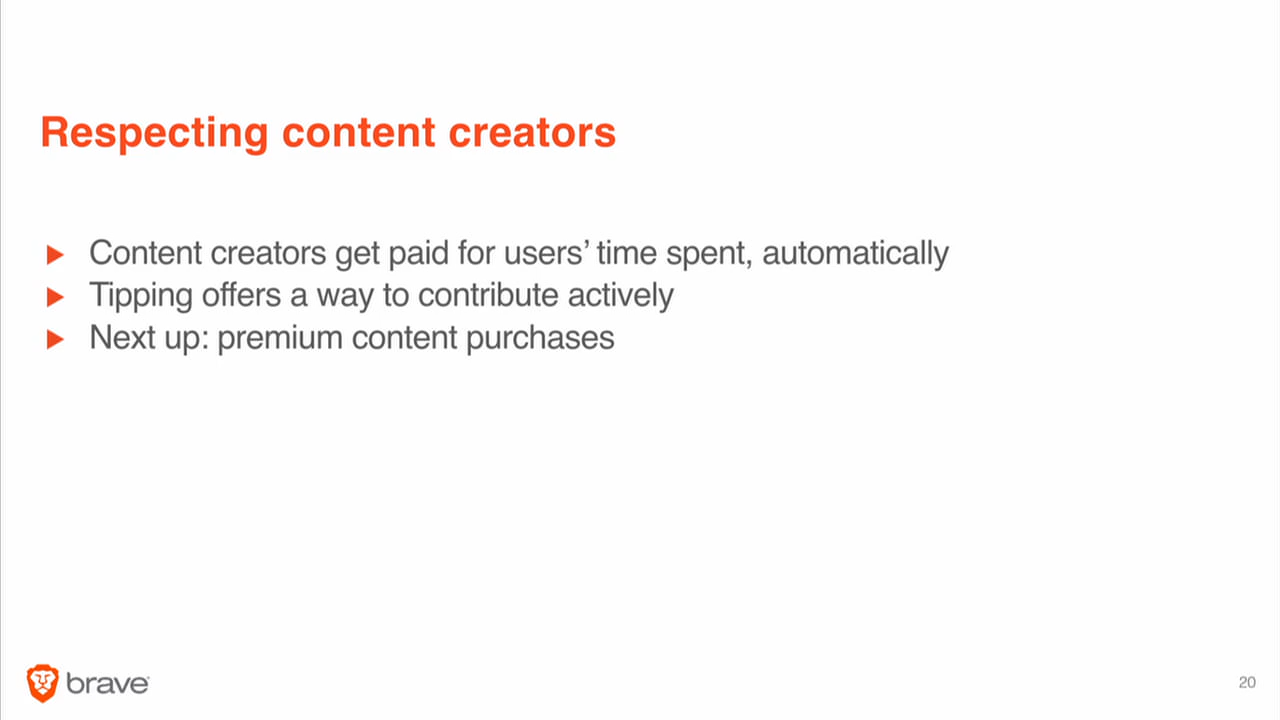 Respecting content creators
Content creators get paid for users’ time spent, automatically
Tipping offers a way to contribute actively
Next up: premium content purchases
brave
20